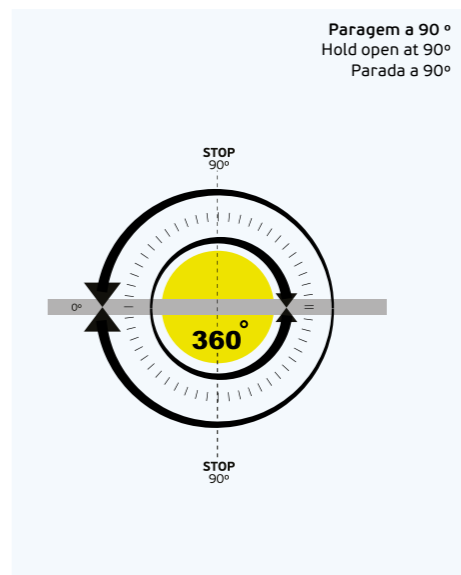 Paragem a 90 º
Hold open at 90º
Parada a 90º
STOP
90º
0º
360°
STOP
90º